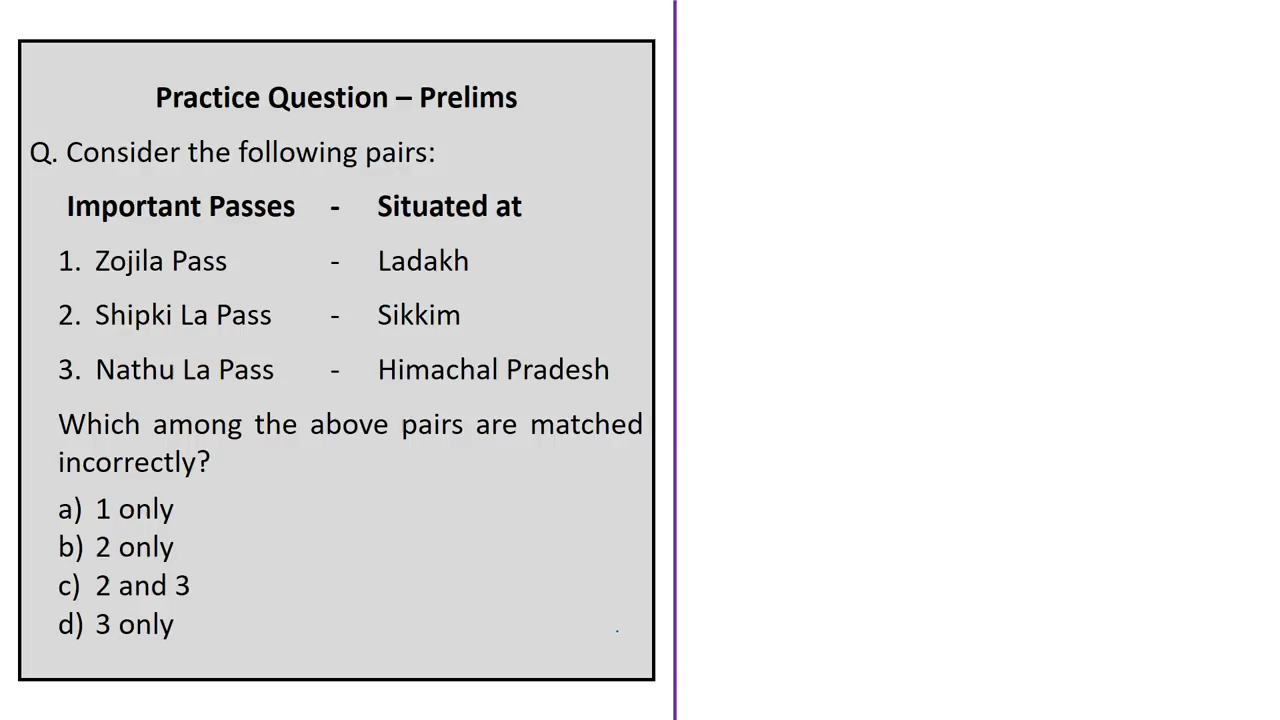 Practice Question – Prelims
Q. Consider the following pairs:
Important Passes - Situated at
1. Zojila Pass - Ladakh
2. Shipki La Pass - Sikkim
3. Nathu La Pass - Himachal Pradesh
Which among the above pairs are matched
incorrectly?
a) 1 only
b) 2 only
c) 2 and 3
d) 3 only